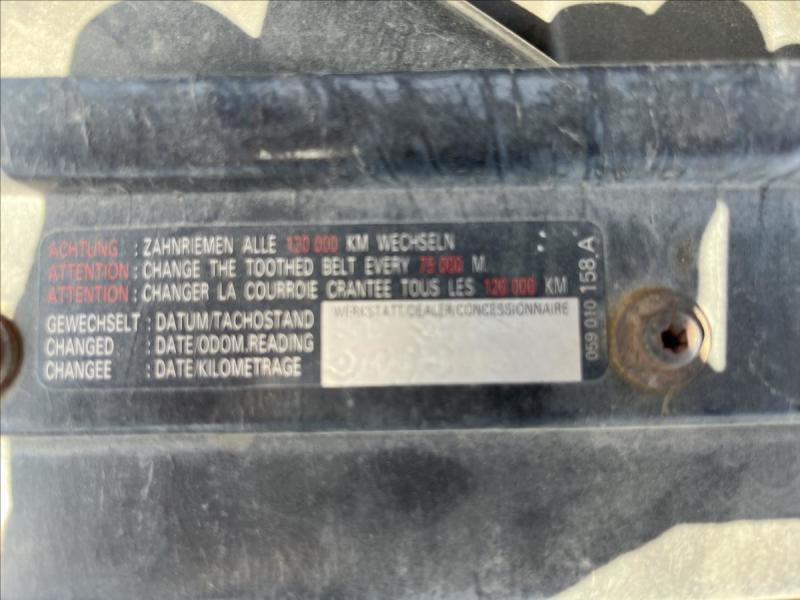 ACHTUNG : ZAHNRIEMEN ALLE 120 000 KM WECHSELN
ATTENTION : CHANGE THE TOOTHED BELT EVERY 75 000 M.
ATTENTION : CHANGER LA COURROIE CRANTEE TOUS LES 120 000 KM
GEWECHSELT : DATUM/TACHOSTAND
CHANGED : DATE/ODOM.READING
CHANGEE : DATE/KILOMETRAGE
WERKSTATT/DEALER/CONCESSIONNAIRE
059 010 158 A